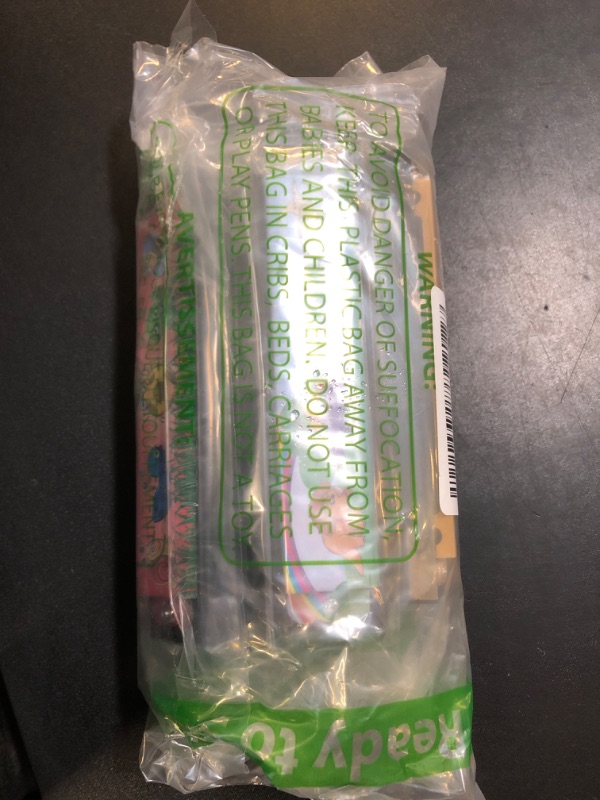 WARNING:
TO AVOID DANGER OF SUFFOCATION,
KEEP THIS PLASTIC BAG AWAY FROM
BABIES AND CHILDREN. DO NOT USE
THIS BAG IN CRIBS, BEDS, CARRIAGES
OR PLAY PENS. THIS BAG IS NOT A TOY
Ready to